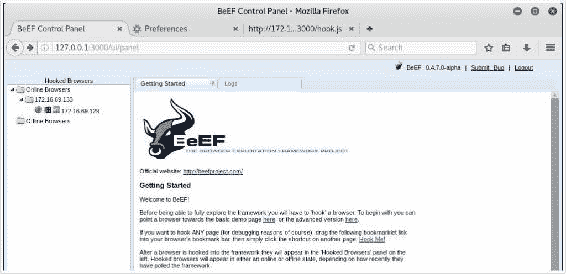 BeEF Control Panel - Mozilla Firefox
BeEF Control Panel
Preferences
http://172.1...3000/hook.js
127.0.0.1:3000/ui/panel
Search
BeEF 0.4.7.0-alpha | Submit Bug | Logout
Hooked Browsers
Online Browsers
172.16.69.133
172.16.69.129
Offline Browsers
Getting Started
Logs
BeEF
THE BROWSER EXPLOITATION FRAMEWORK PROJECT
Official website: http://beefproject.com/
Getting Started
Welcome to BeEF!
Before being able to fully explore the framework you will have to 'hook' a browser. To begin with you can
point a browser towards the basic demo page here, or the advanced version here.
If you want to hook ANY page (for debugging reasons of course), drag the following bookmarklet link
into your browser's bookmark bar, then simply click the shortcut on another page: Hook Me!
After a browser is hooked into the framework they will appear in the 'Hooked Browsers' panel on the
left. Hooked browsers will appear in either an online or offline state, depending on how recently they
have polled the framework.